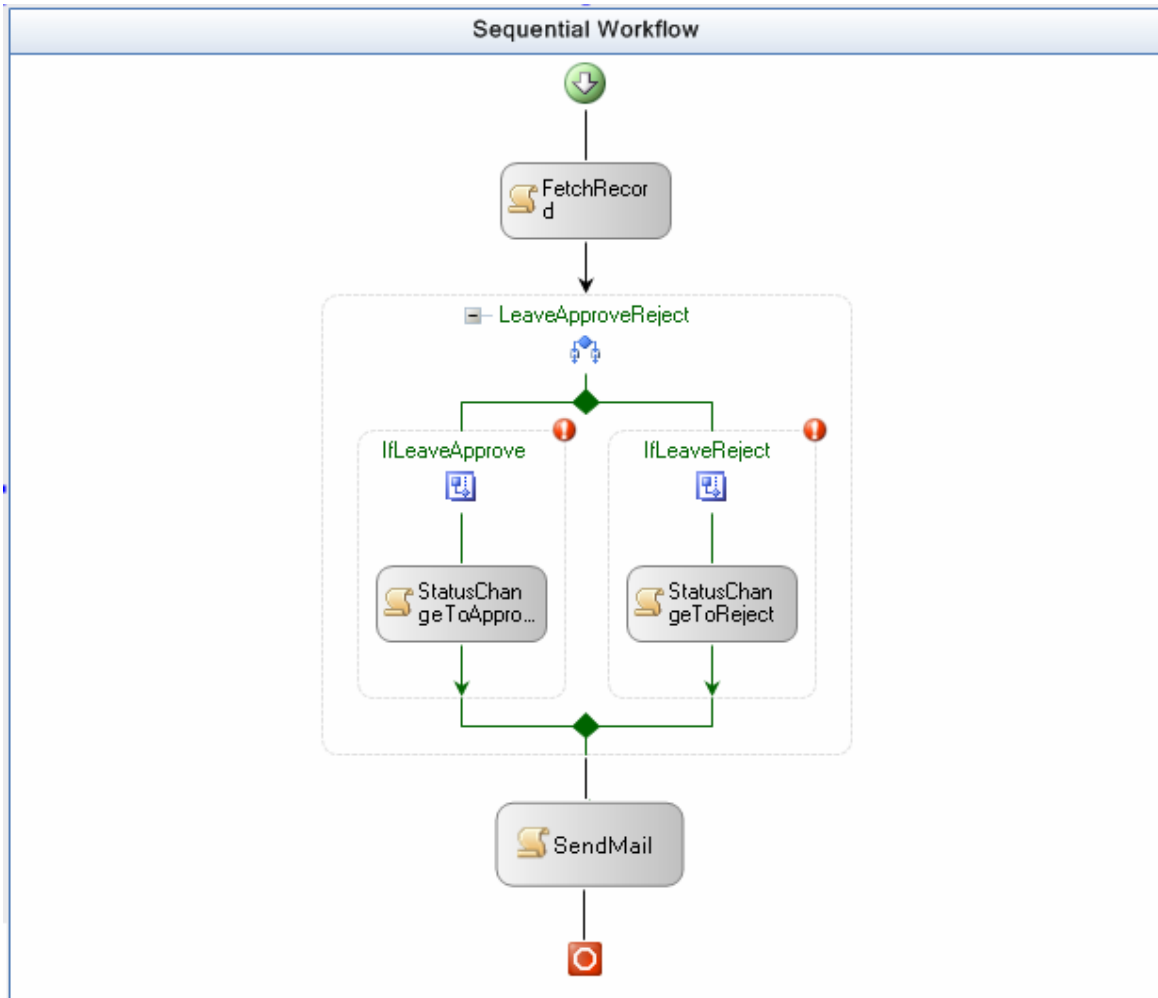 Sequential Workflow
FetchRecor
d
LeaveApproveReject
IfLeaveApprove
IfLeaveReject
StatusChan
geToAppro...
StatusChan
geToReject
SendMail